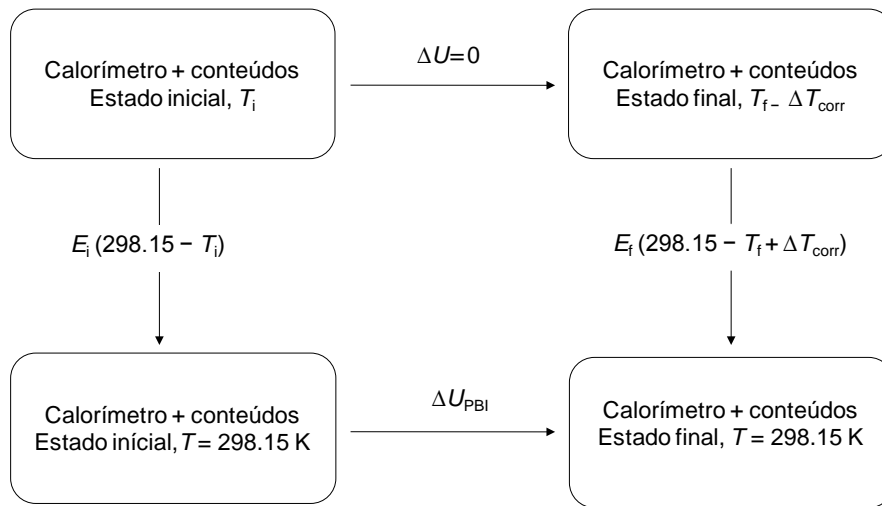 Calorímetro + conteúdos
Estado inicial, Ti
ΔU=0
Calorímetro + conteúdos
Estado final, Tf – ΔTcorr
Ei (298.15 − Ti)
Ef (298.15 − Tf + ΔTcorr)
Calorímetro + conteúdos
Estado inícial, T = 298.15 K
ΔUPBI
Calorímetro + conteúdos
Estado final, T = 298.15 K